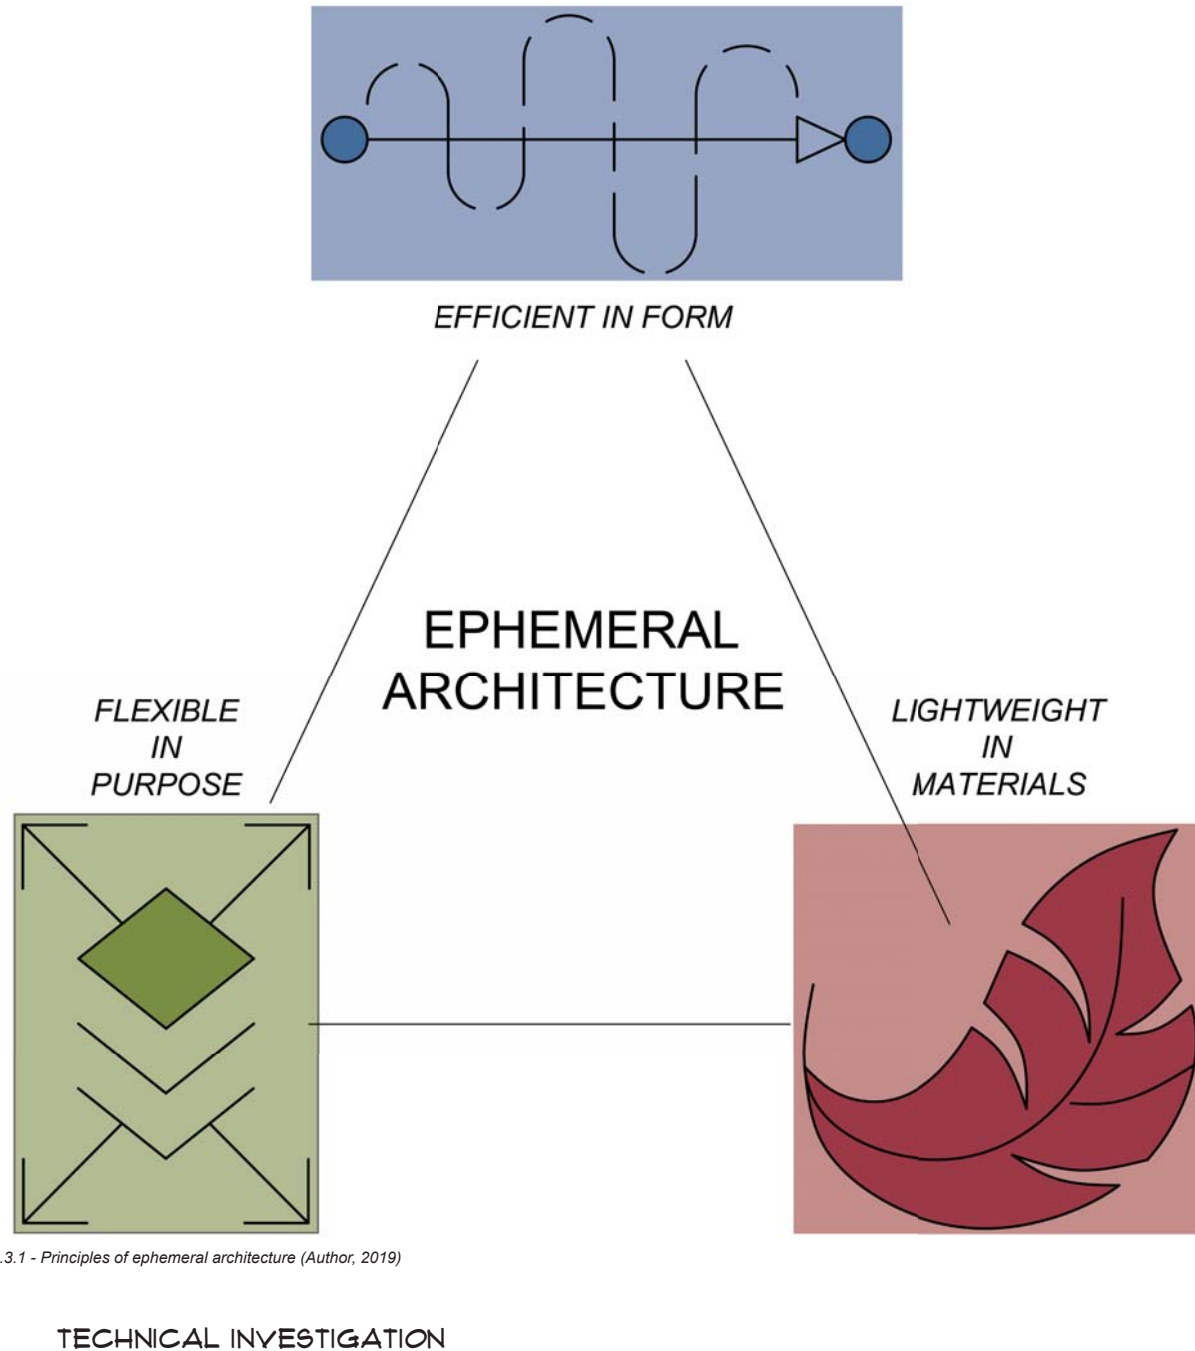 EFFICIENT IN FORM
EPHEMERAL
ARCHITECTURE
FLEXIBLE
IN
PURPOSE
LIGHTWEIGHT
IN
MATERIALS
.3.1 - Principles of ephemeral architecture (Author, 2019)
TECHNICAL INVESTIGATION